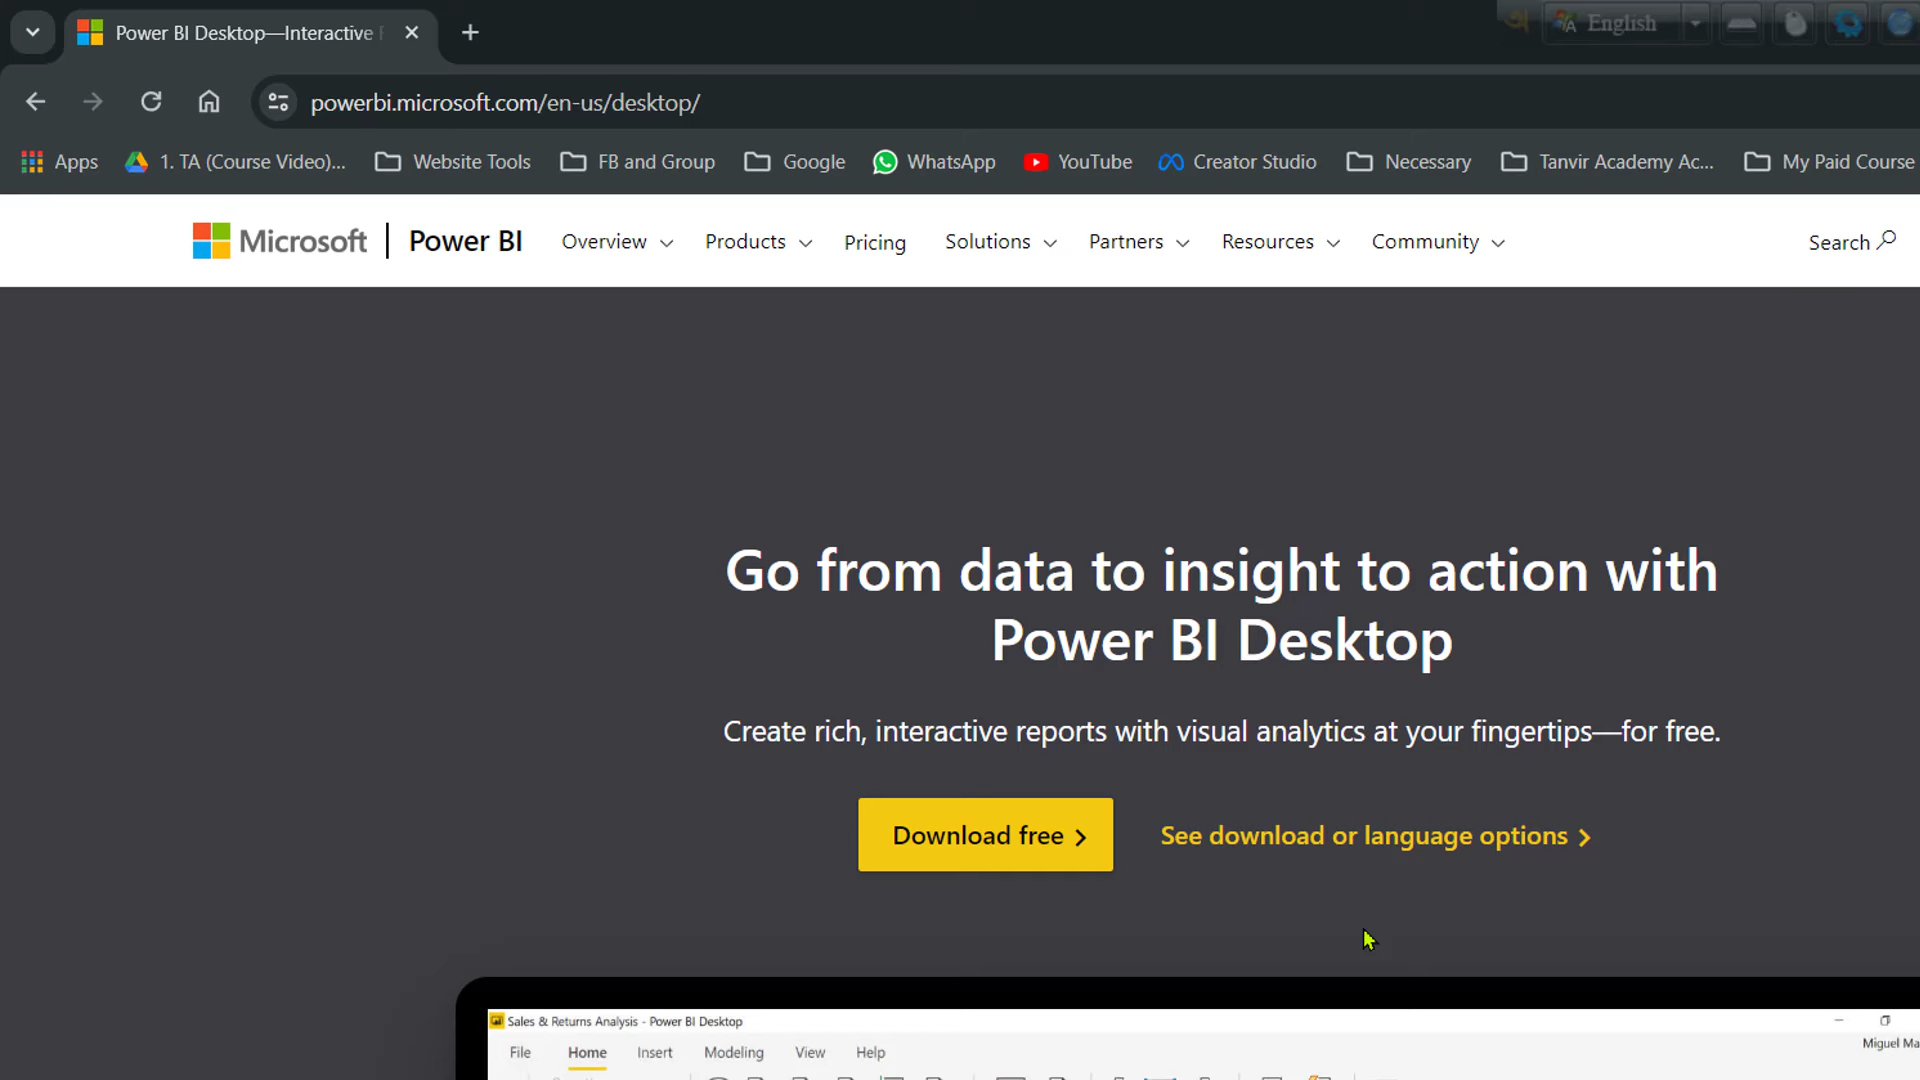 Power BI Desktop—Interactive
English
powerbi.microsoft.com/en-us/desktop/
Apps 1. TA (Course Video)... Website Tools FB and Group Google WhatsApp YouTube Creator Studio Necessary Tanvir Academy Ac... My Paid Course
Microsoft Power BI Overview Products Pricing Solutions Partners Resources Community Search
Go from data to insight to action with
Power BI Desktop
Create rich, interactive reports with visual analytics at your fingertips—for free.
Download free See download or language options
Sales & Returns Analysis - Power BI Desktop
Miguel Ma
File Home Insert Modeling View Help